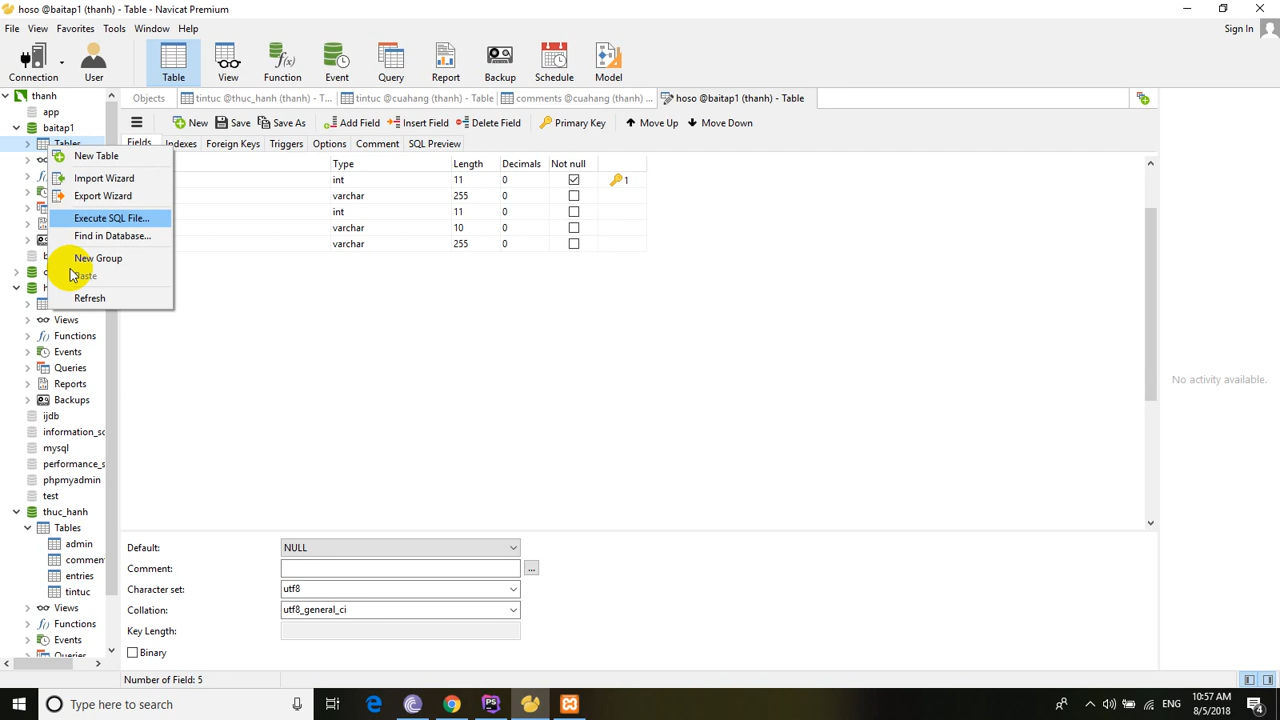 hoso @baitap1 (thanh) - Table - Navicat Premium
File View Favorites Tools Window Help
Sign In
Connection User Table View Function Event Query Report Backup Schedule Model
thanh
Objects tintuc @thuc_hanh (thanh) - T... tintuc @cuahang (thanh) - Table comments @cuahang (thanh) ... hoso @baitap1 (thanh) - Table
app
baitap1
New Save Save As Add Field Insert Field Delete Field Primary Key Move Up Move Down
Tables
Fields Indexes Foreign Keys Triggers Options Comment SQL Preview
New Table
Import Wizard
Export Wizard
Execute SQL File...
Find in Database...
New Group
Paste
Refresh
Type Length Decimals Not null
int 11 0 1
varchar 255 0
int 11 0
varchar 10 0
varchar 255 0
Views
Functions
Events
Queries
Reports
Backups
ijdb
information_sc
mysql
performance_s
phpmyadmin
test
thuc_hanh
Tables
admin
commen
entries
tintuc
Views
Functions
Events
Queries
No activity available.
Default: NULL
Comment: ...
Character set: utf8
Collation: utf8_general_ci
Key Length:
Binary
Number of Field: 5
Type here to search
PS
ENG
10:57 AM
8/5/2018
4